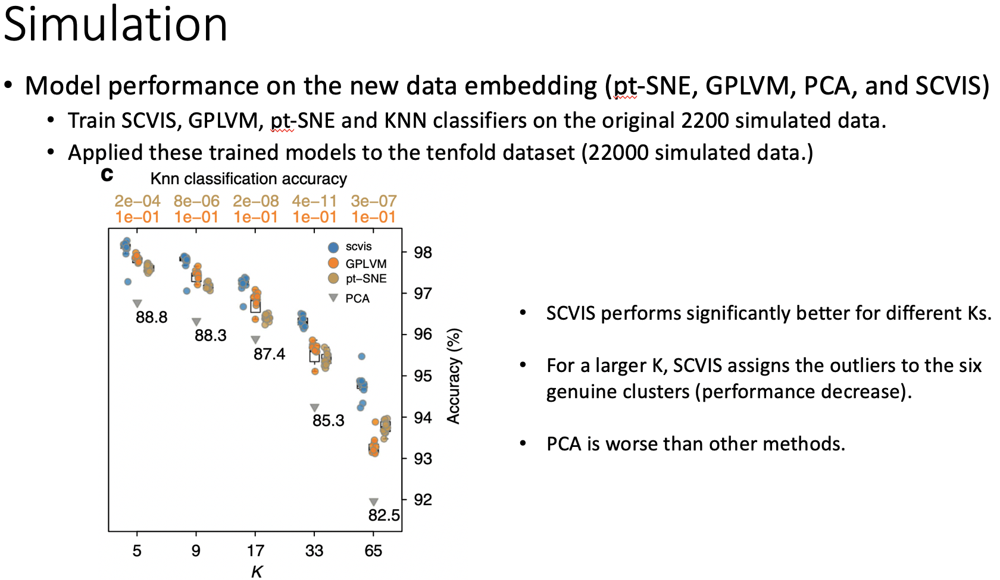 Simulation
• Model performance on the new data embedding (pt-SNE, GPLVM, PCA, and SCVIS)
• Train SCVIS, GPLVM, pt-SNE and KNN classifiers on the original 2200 simulated data.
• Applied these trained models to the tenfold dataset (22000 simulated data.)
c
Knn classification accuracy
2e−04 8e−06 2e−08 4e−11 3e−07
1e−01 1e−01 1e−01 1e−01 1e−01
scvis
GPLVM
pt−SNE
PCA
88.8
88.3
87.4
85.3
82.5
98
97
96
95
94
93
92
Accuracy (%)
5 9 17 33 65
K
• SCVIS performs significantly better for different Ks.
• For a larger K, SCVIS assigns the outliers to the six
genuine clusters (performance decrease).
• PCA is worse than other methods.